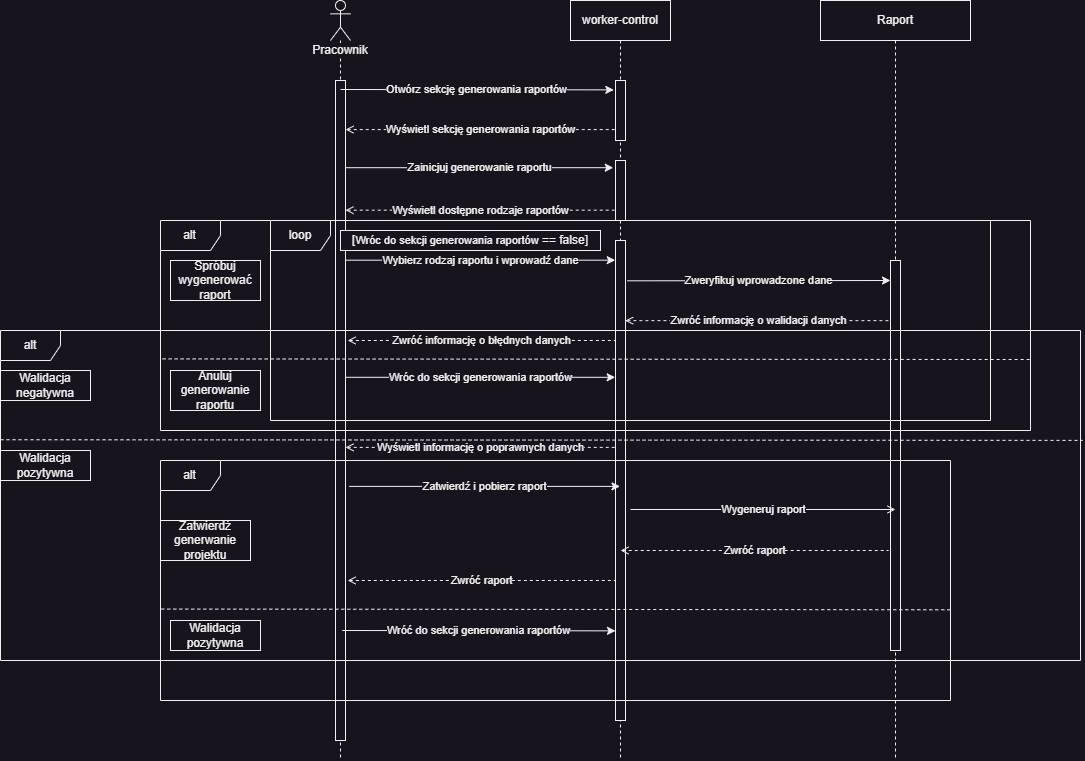 Pracownik
worker-control
Raport
Otwórz sekcję generowania raportów
Wyświetl sekcję generowania raportów
Zainicjuj generowanie raportu
Wyświetl dostępne rodzaje raportów
alt
loop
[Wróc do sekcji generowania raportów == false]
Wybierz rodzaj raportu i wprowadź dane
Spróbuj
wygenerować
raport
Zweryfikuj wprowadzone dane
Zwróć informację o walidacji danych
alt
Zwróć informację o błędnych danych
Walidacja
negatywna
Anuluj
generowanie
raportu
Wróc do sekcji generowania raportów
Wyświetl informację o poprawnych danych
Walidacja
pozytywna
alt
Zatwierdź i pobierz raport
Wygeneruj raport
Zatwierdź
generwanie
projektu
Zwróć raport
Zwróć raport
Walidacja
pozytywna
Wróć do sekcji generowania raportów